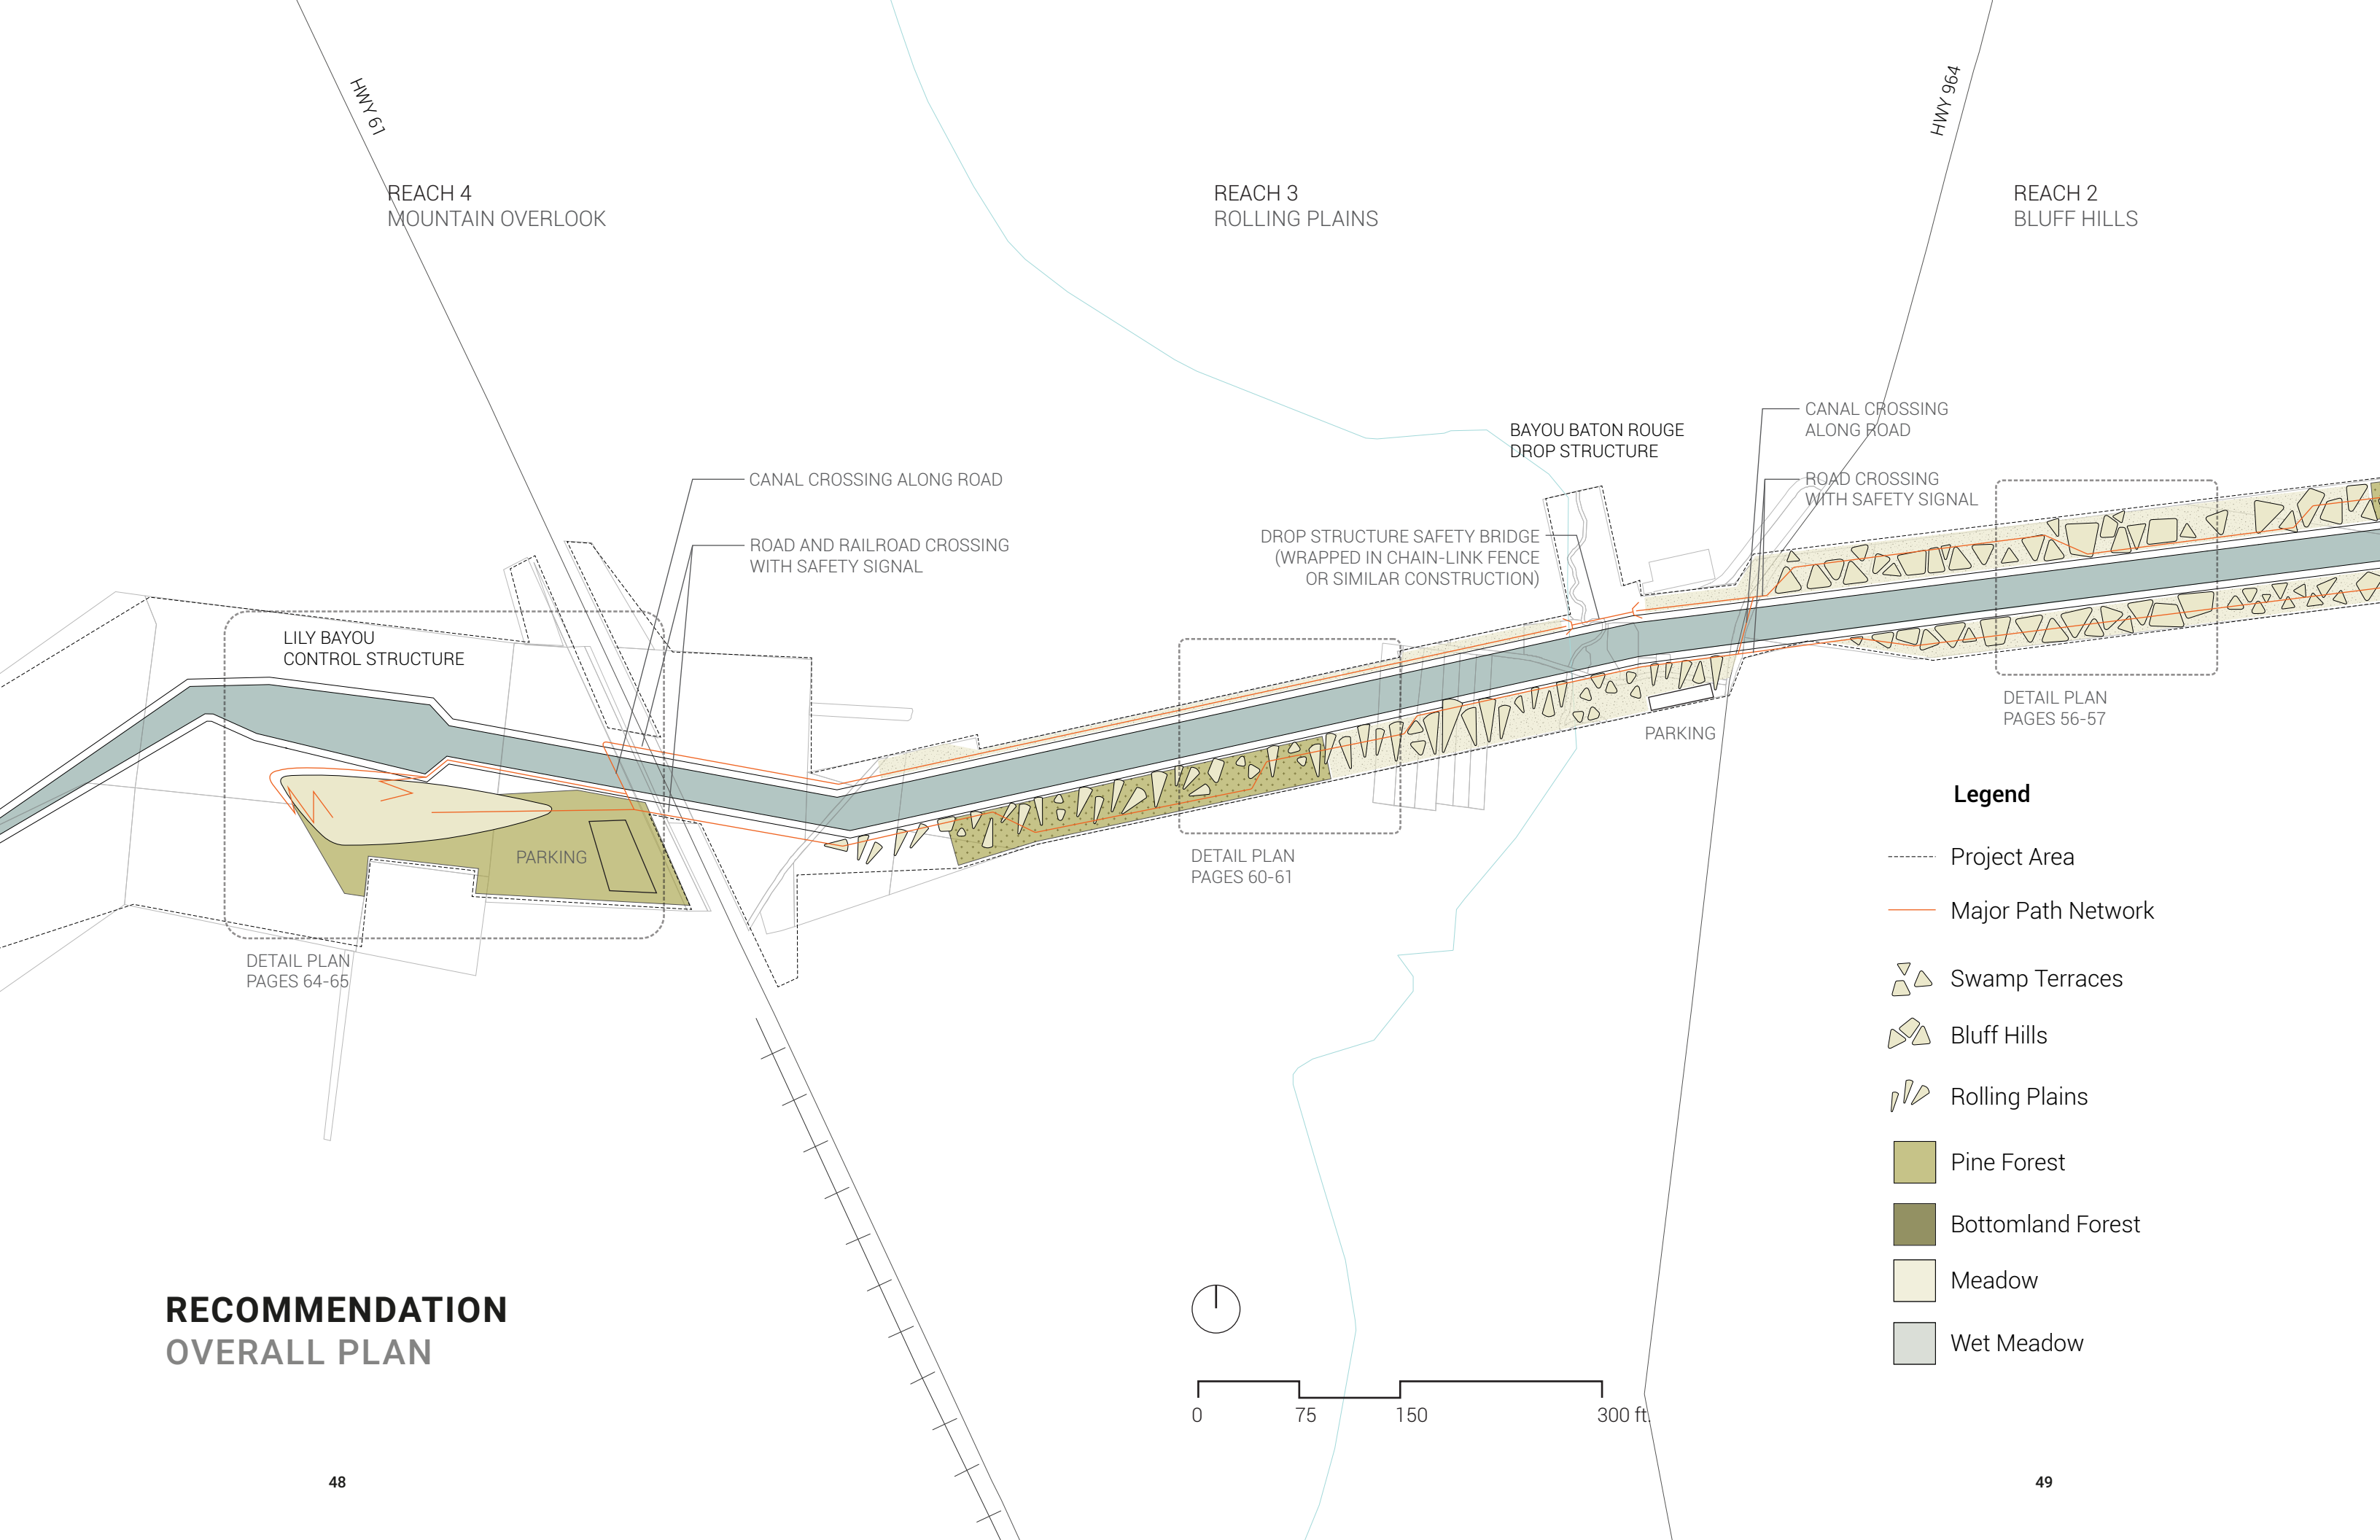 HWY 61
HWY 964
REACH 4
MOUNTAIN OVERLOOK
REACH 3
ROLLING PLAINS
REACH 2
BLUFF HILLS
CANAL CROSSING
ALONG ROAD
BAYOU BATON ROUGE
DROP STRUCTURE
CANAL CROSSING ALONG ROAD
ROAD CROSSING
WITH SAFETY SIGNAL
ROAD AND RAILROAD CROSSING
WITH SAFETY SIGNAL
DROP STRUCTURE SAFETY BRIDGE
(WRAPPED IN CHAIN-LINK FENCE
OR SIMILAR CONSTRUCTION)
LILY BAYOU
CONTROL STRUCTURE
DETAIL PLAN
PAGES 56-57
PARKING
PARKING
DETAIL PLAN
PAGES 60-61
DETAIL PLAN
PAGES 64-65
Legend
Project Area
Major Path Network
Swamp Terraces
Bluff Hills
Rolling Plains
Pine Forest
Bottomland Forest
Meadow
Wet Meadow
RECOMMENDATION
OVERALL PLAN
0 75 150 300 ft.
48
49